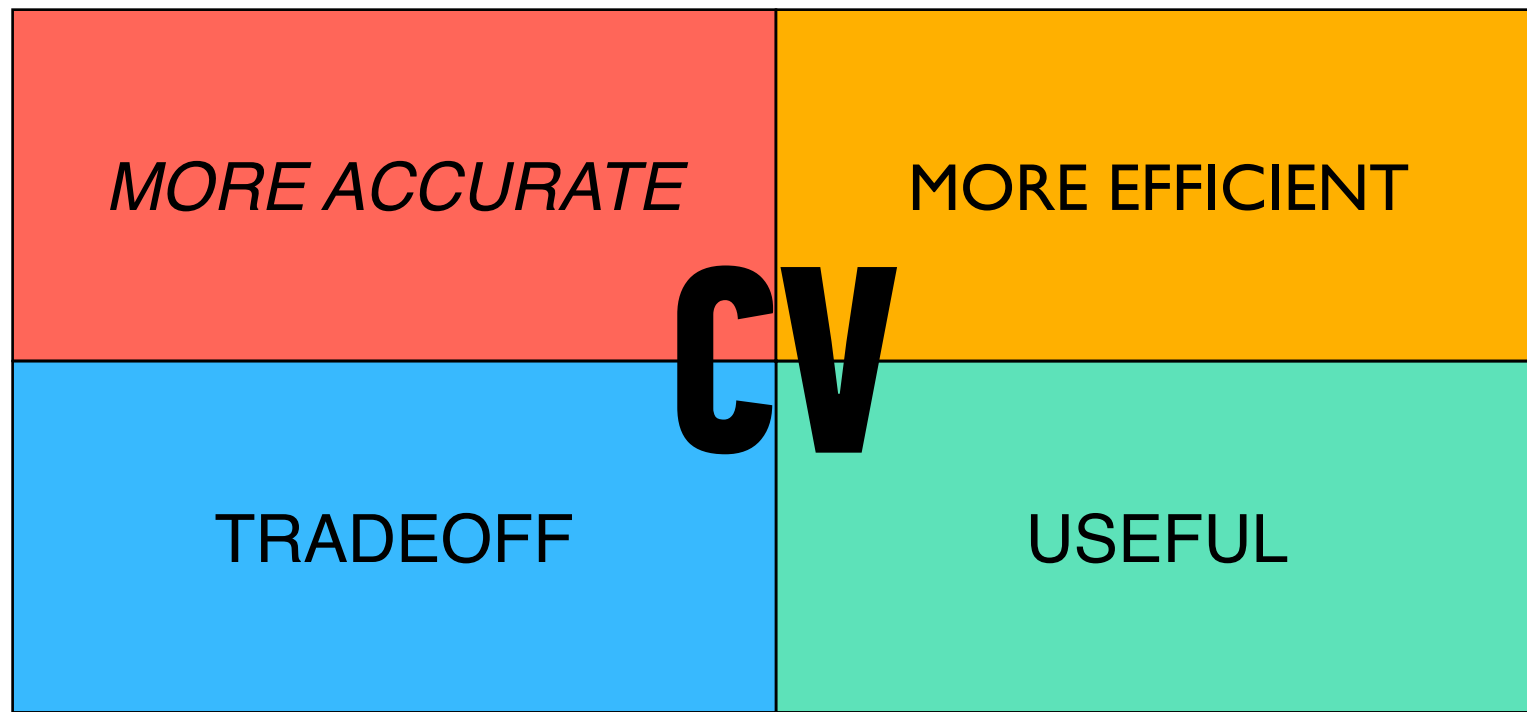 MORE ACCURATE
MORE EFFICIENT
CV
TRADEOFF
USEFUL